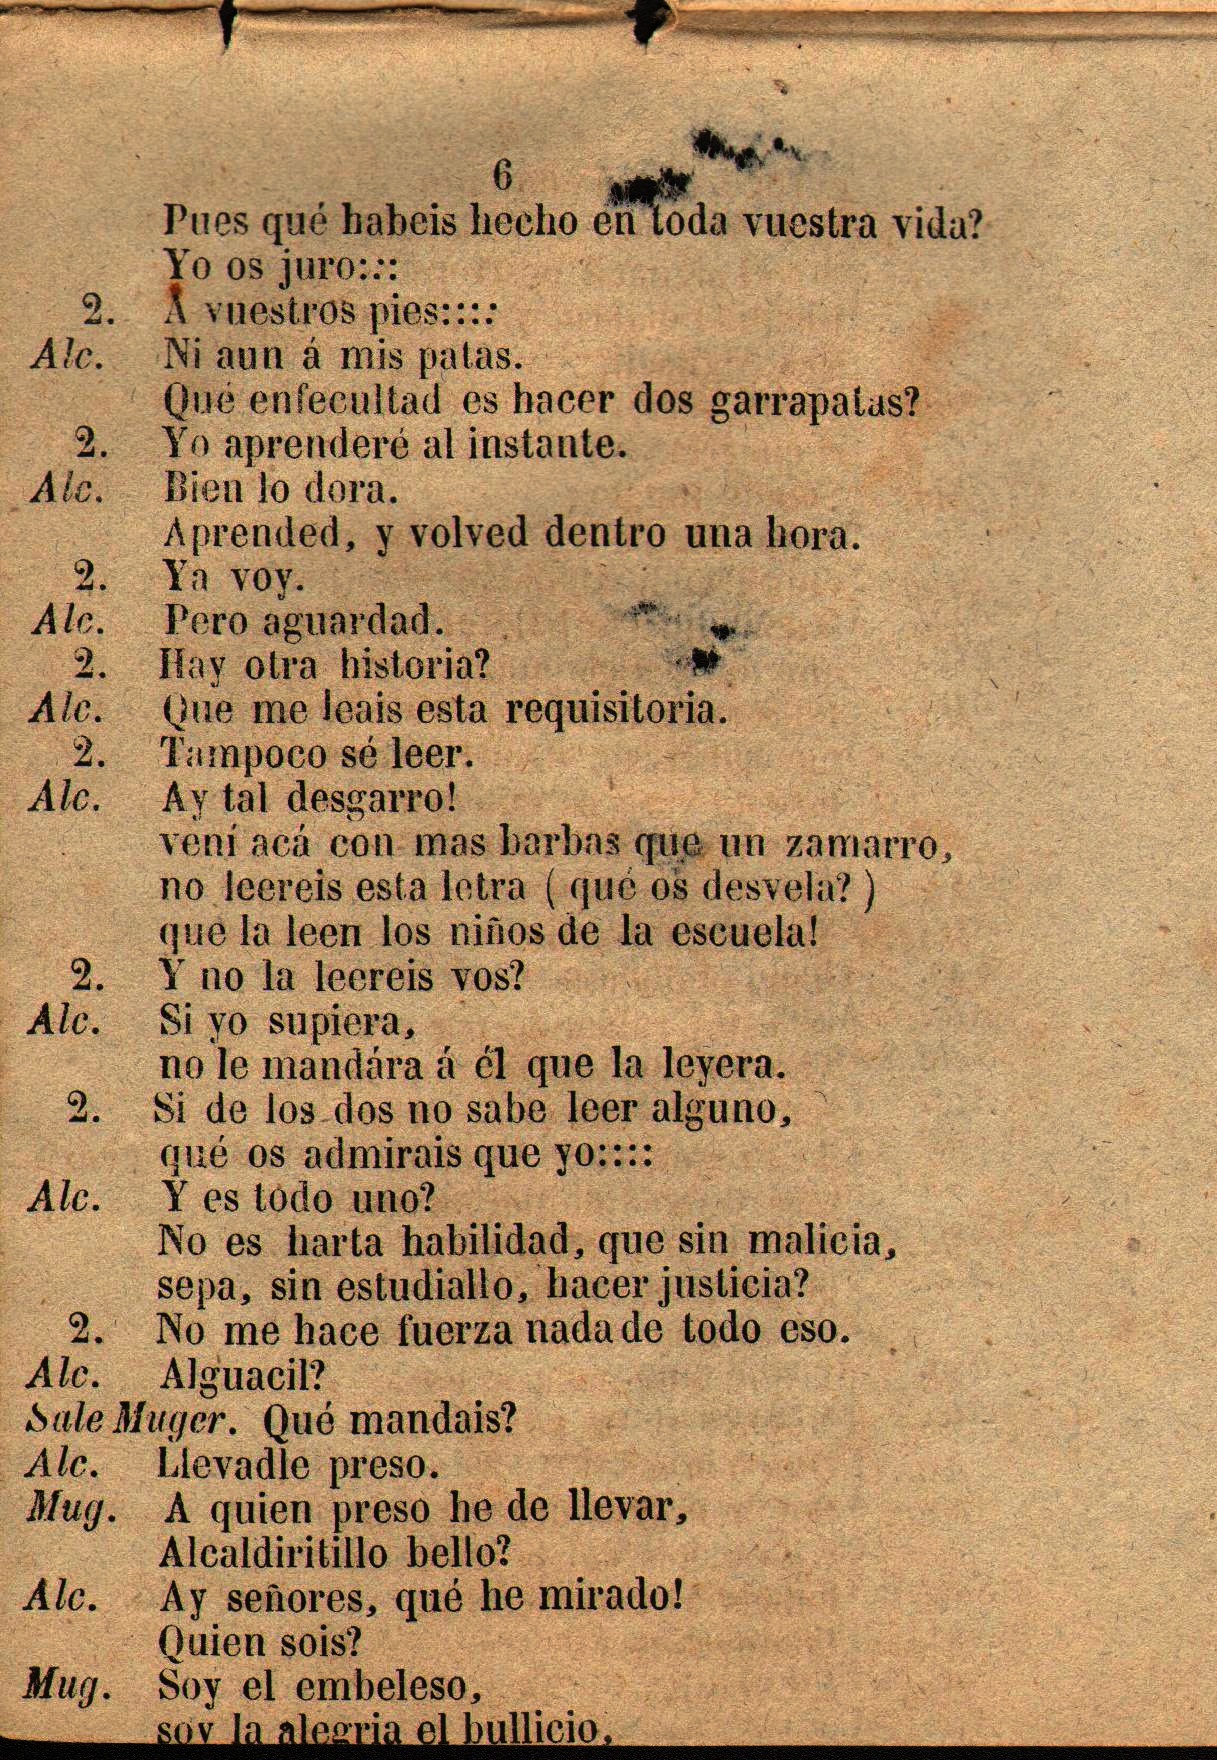 6
Pues qué habeis hecho en toda vuestra vida?
Yo os juro::::
2. A vuestros pies::::
Alc. Ni aun á mis patas.
Qué enfecultad es hacer dos garrapatas?
2. Yo aprenderé al instante.
Alc. Bien lo dora.
Aprended, y volved dentro una hora.
2. Ya voy.
Alc. Pero aguardad.
2. Hay otra historia?
Alc. Que me leais esta requisitoria.
2. Tampoco sé leer.
Alc. Ay tal desgarro!
vení acá con mas barbas que un zamarro,
no leereis esta letra ( qué os desvela? )
que la leen los niños de la escuela!
2. Y no la leereis vos?
Alc. Si yo supiera,
no le mandára á él que la leyera.
2. Si de los dos no sabe leer alguno,
qué os admirais que yo::::
Alc. Y es todo uno?
No es harta habilidad, que sin malicia,
sepa, sin estudiallo, hacer justicia?
2. No me hace fuerza nada de todo eso.
Alc. Alguacil?
Sale Muger. Qué mandais?
Alc. Llevadle preso.
Mug. A quien preso he de llevar,
Alcaldiritillo bello?
Alc. Ay señores, qué he mirado!
Quien sois?
Mug. Soy el embeleso,
soy la alegria el bullicio,